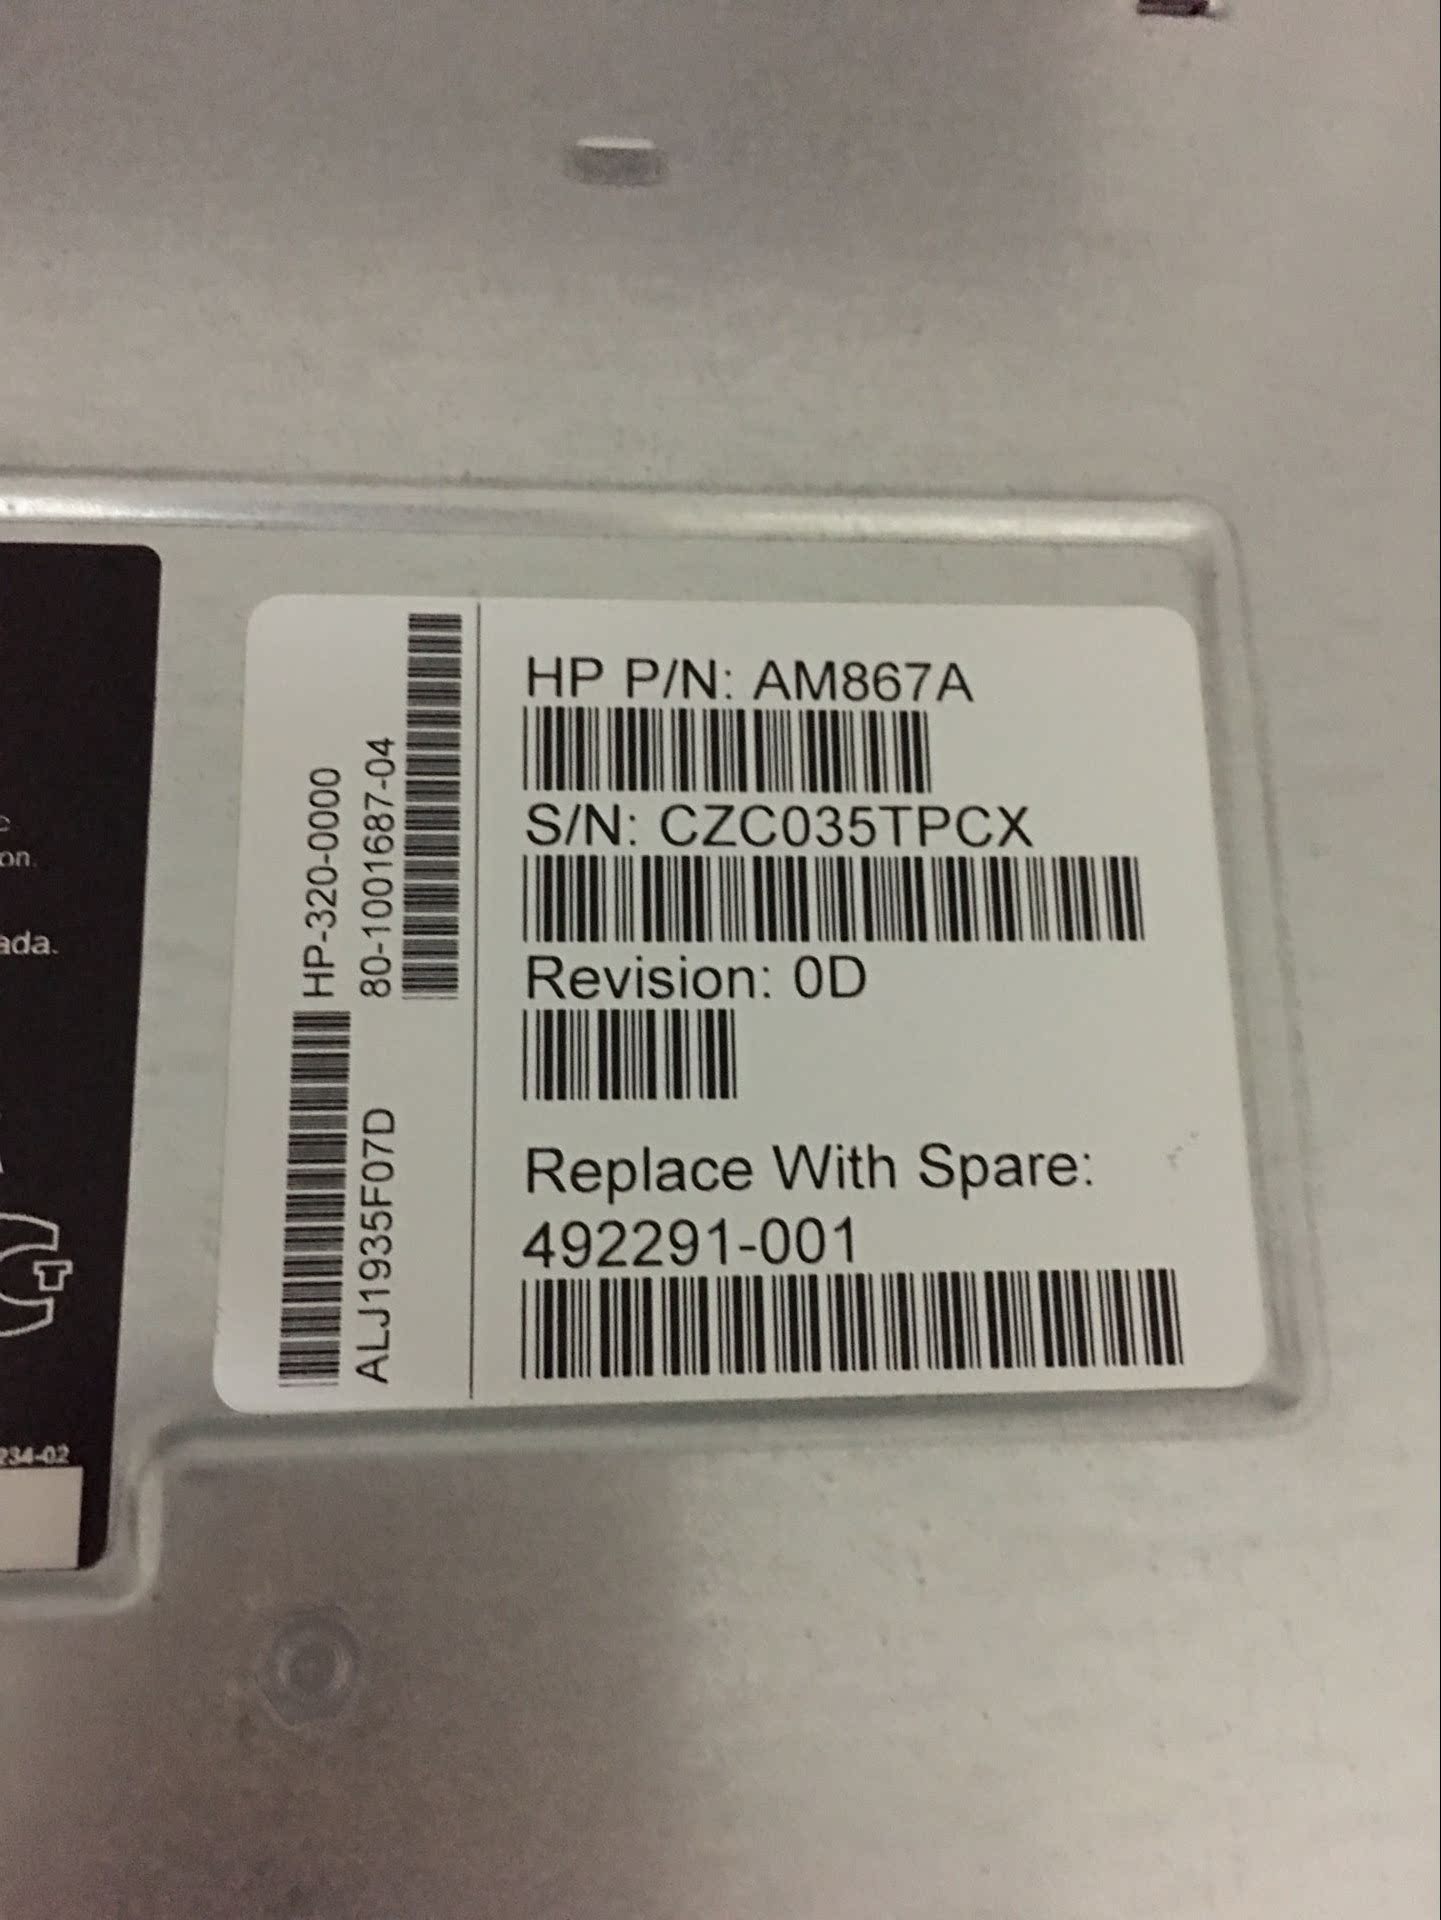 on.
ada.
234-02
HP-320-0000
80-1001687-04
ALJ1935F07D
HP P/N: AM867A
S/N: CZC035TPCX
Revision: 0D
Replace With Spare:
492291-001